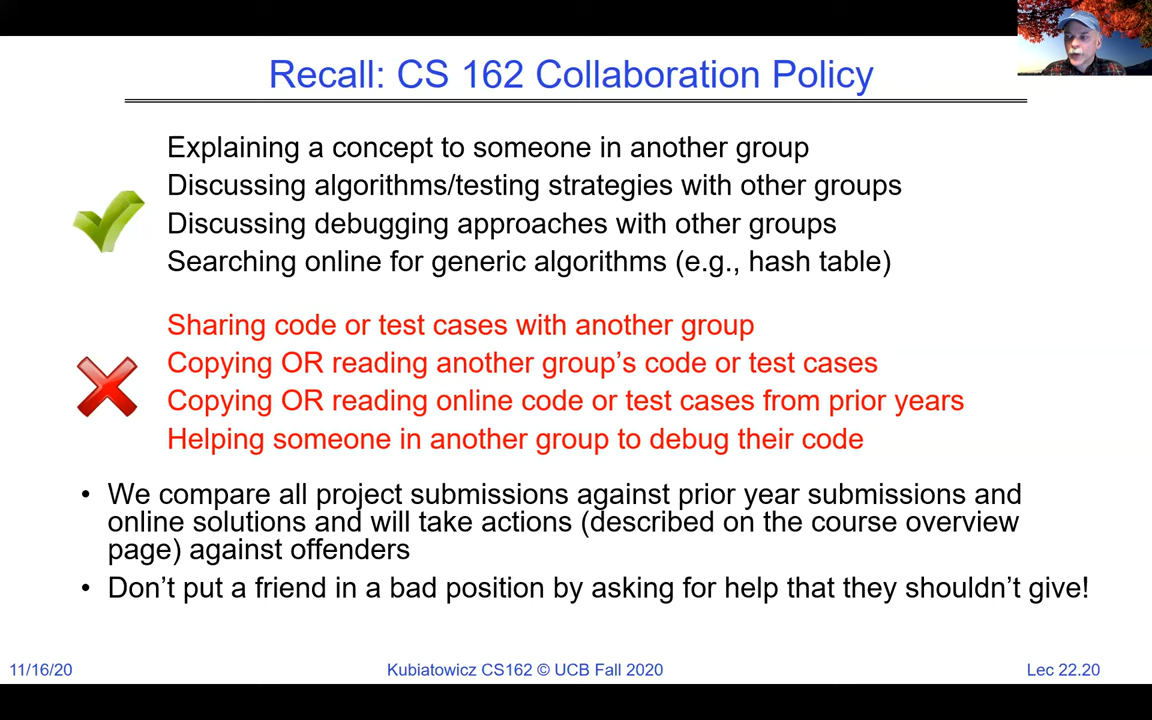 Recall: CS 162 Collaboration Policy
Explaining a concept to someone in another group
Discussing algorithms/testing strategies with other groups
Discussing debugging approaches with other groups
Searching online for generic algorithms (e.g., hash table)
Sharing code or test cases with another group
Copying OR reading another group’s code or test cases
Copying OR reading online code or test cases from prior years
Helping someone in another group to debug their code
• We compare all project submissions against prior year submissions and
online solutions and will take actions (described on the course overview
page) against offenders
• Don’t put a friend in a bad position by asking for help that they shouldn’t give!
11/16/20
Kubiatowicz CS162 © UCB Fall 2020
Lec 22.20